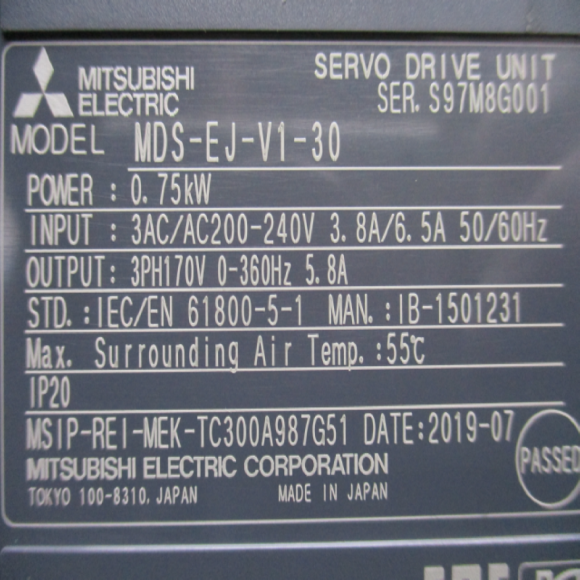 MITSUBISHI
ELECTRIC
SERVO DRIVE UNIT
SER. S97M8G001
MODEL MDS-EJ-V1-30
POWER : 0.75kW
INPUT : 3AC/AC200-240V 3.8A/6.5A 50/60Hz
OUTPUT: 3PH170V 0-360Hz 5.8A
STD. :IEC/EN 61800-5-1 MAN. :IB-1501231
Max. Surrounding Air Temp. :55℃
IP20
MSIP-REI-MEK-TC300A987G51 DATE:2019-07
PASSED
MITSUBISHI ELECTRIC CORPORATION
TOKYO 100-8310, JAPAN MADE IN JAPAN